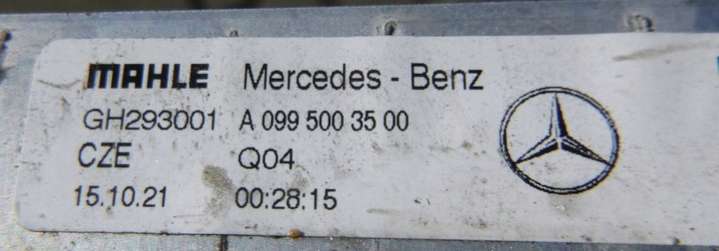 MAHLE Mercedes - Benz
GH293001 A 099 500 35 00
CZE Q04
15.10.21 00:28:15